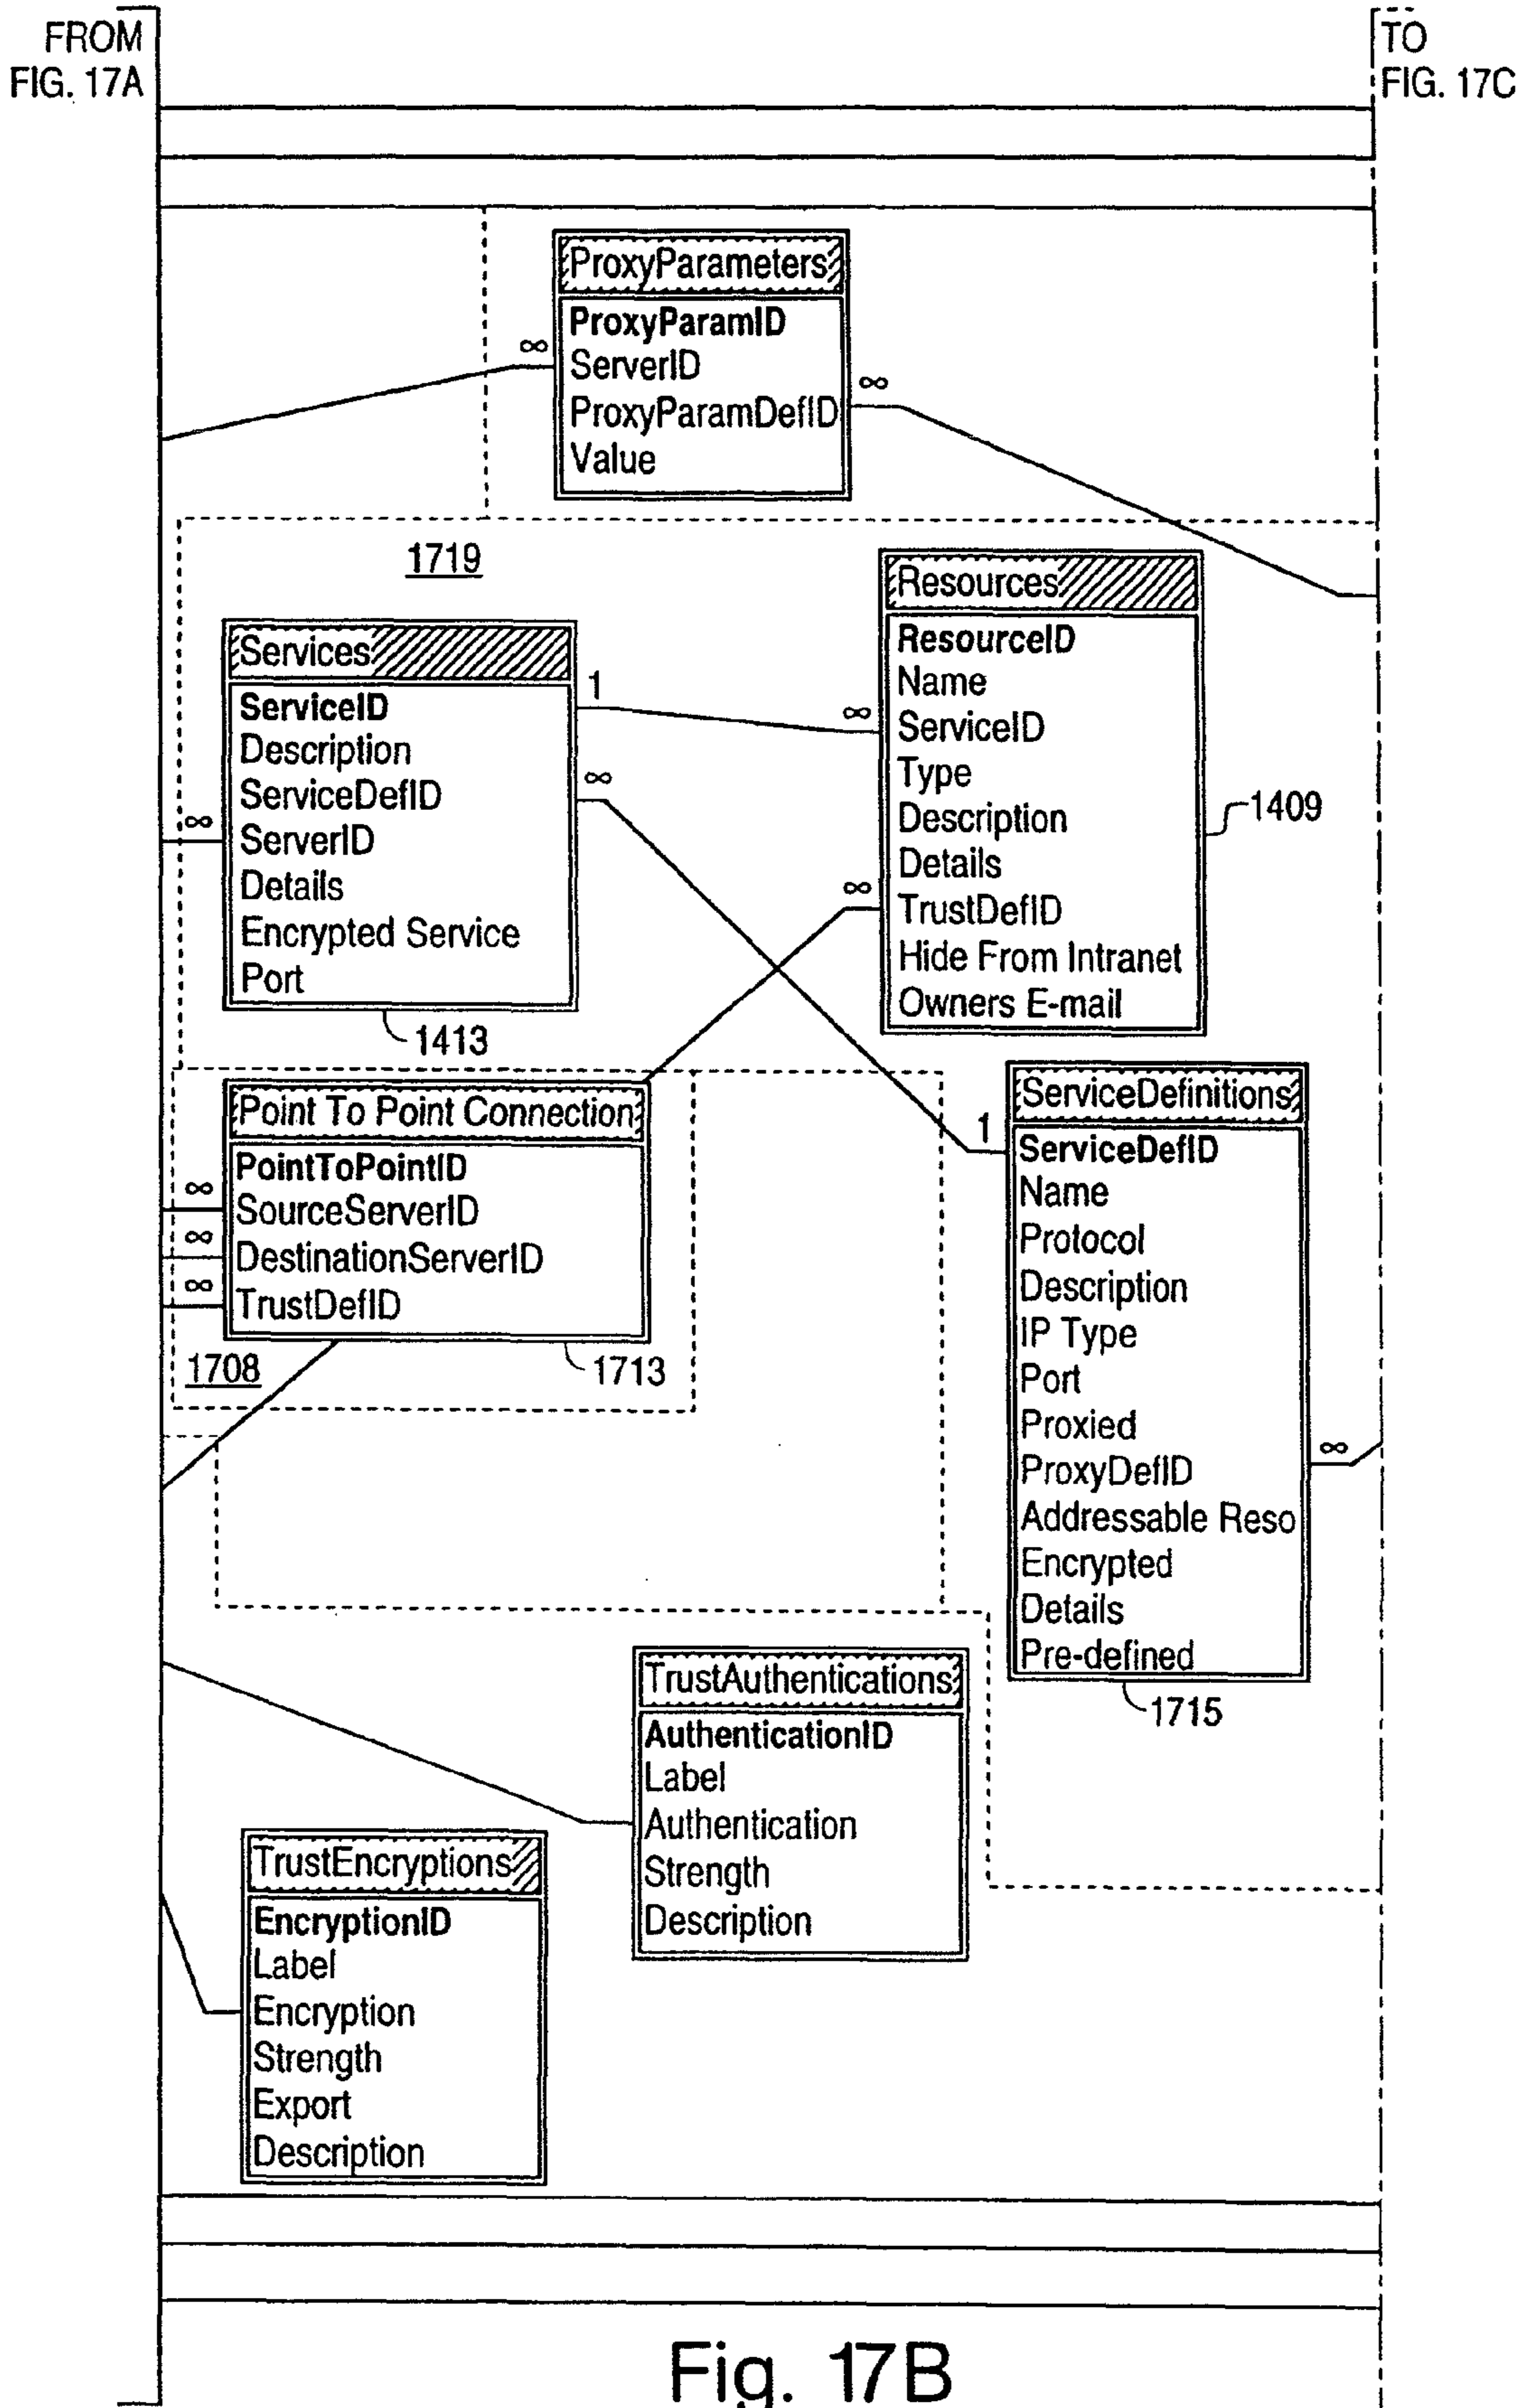 FROM
FIG. 17A
TO
FIG. 17C
ProxyParameters
ProxyParamID
∞
ServerID
∞
ProxyParamDefID
Value
1719
Resources
ResourceID
Name
∞
ServiceID
Type
Description
Details
∞
TrustDefID
Hide From Intranet
Owners E-mail
1409
Services
ServiceID
1
Description
∞
ServiceDefID
∞
ServerID
Details
Encrypted Service
Port
1413
Point To Point Connection
PointToPointID
∞
SourceServerID
∞
DestinationServerID
∞
TrustDefID
1708
1713
ServiceDefinitions
1
ServiceDefID
Name
Protocol
Description
IP Type
Port
Proxied
∞
ProxyDefID
Addressable Reso
Encrypted
Details
Pre-defined
1715
TrustAuthentications
AuthenticationID
Label
Authentication
Strength
Description
TrustEncryptions
EncryptionID
Label
Encryption
Strength
Export
Description
Fig. 17B